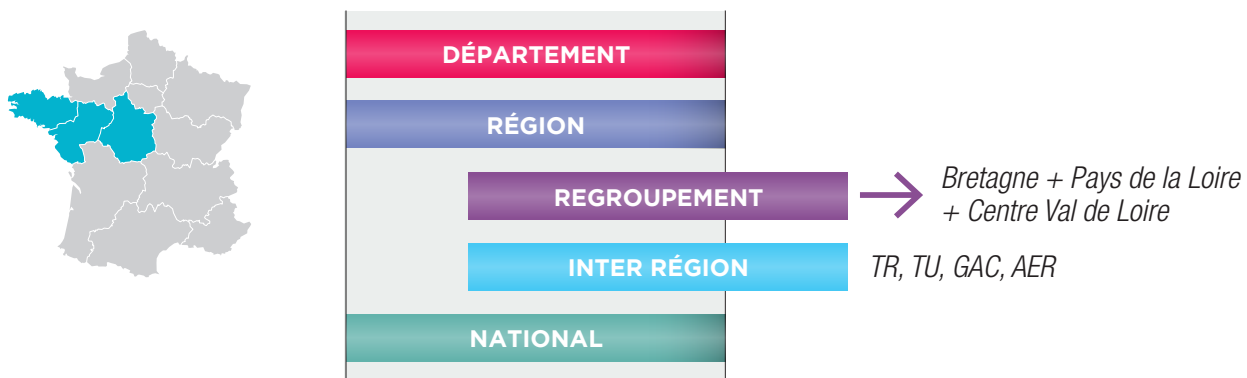 DÉPARTEMENT
RÉGION
REGROUPEMENT
Bretagne + Pays de la Loire
+ Centre Val de Loire
INTER RÉGION
TR, TU, GAC, AER
NATIONAL